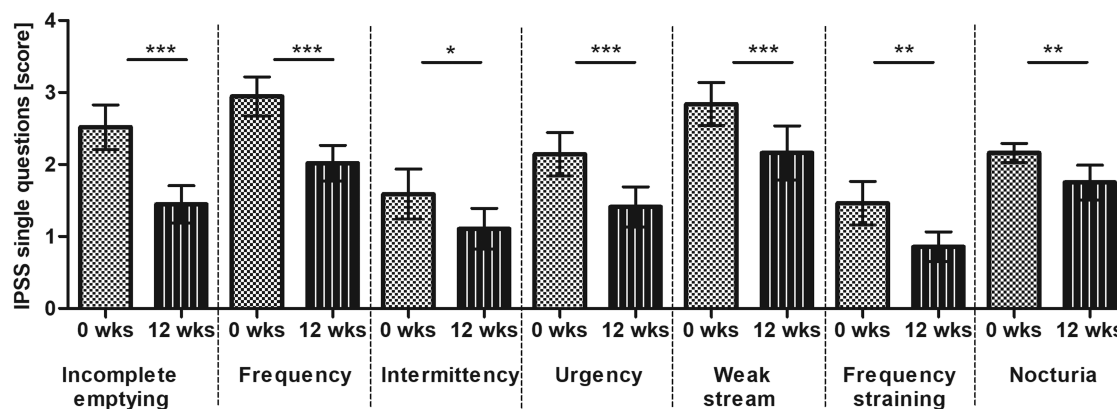 IPSS single questions [score]
4
3
2
1
0
*** *** * *** *** ** **
0 wks 12 wks 0 wks 12 wks 0 wks 12 wks 0 wks 12 wks 0 wks 12 wks 0 wks 12 wks 0 wks 12 wks
Incomplete emptying
Frequency
Intermittency
Urgency
Weak stream
Frequency straining
Nocturia